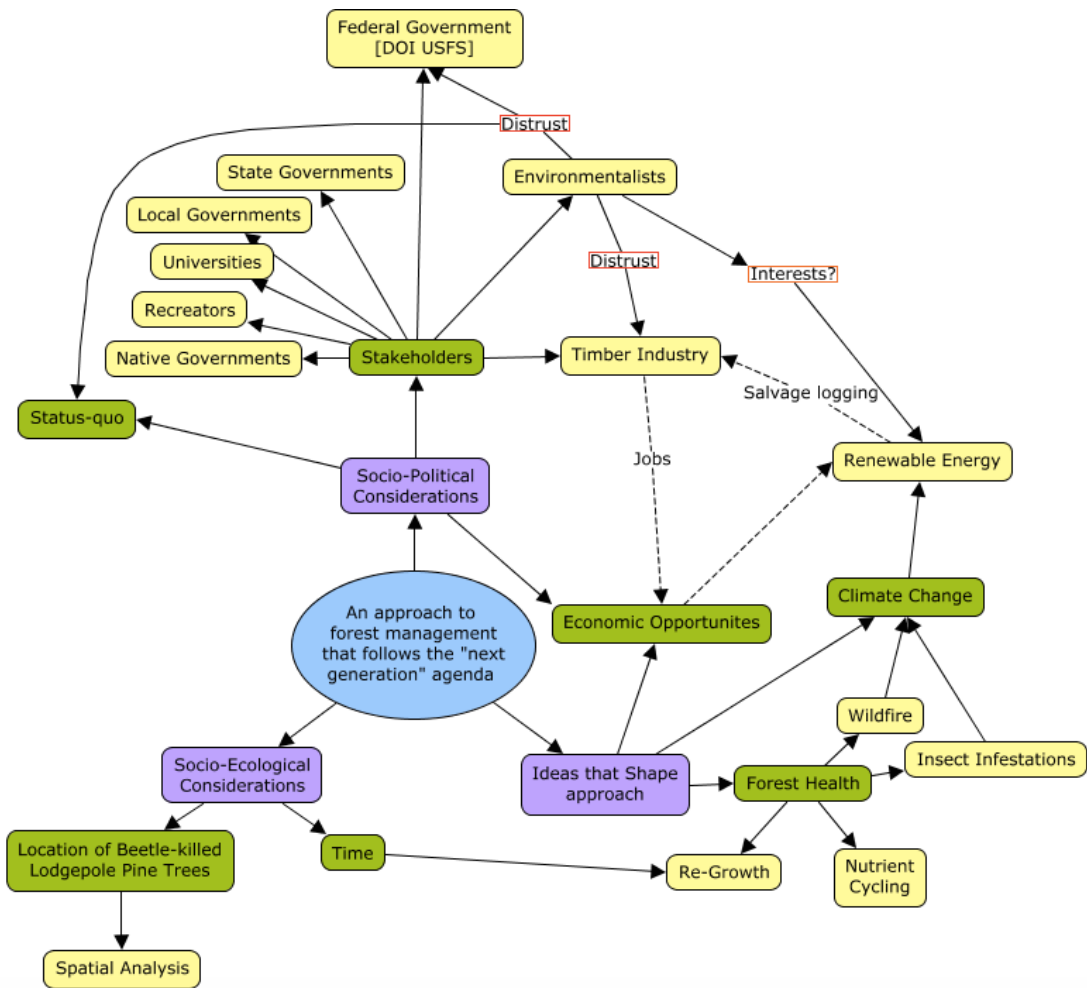 Federal Government
[DOI USFS]
Distrust
State Governments
Environmentalists
Local Governments
Universities
Distrust
Interests?
Recreators
Native Governments
Stakeholders
Timber Industry
Salvage logging
Status-quo
Jobs
Renewable Energy
Socio-Political
Considerations
An approach to
forest management
that follows the "next
generation" agenda
Economic Opportunites
Climate Change
Wildfire
Insect Infestations
Socio-Ecological
Considerations
Ideas that Shape
approach
Forest Health
Location of Beetle-killed
Lodgepole Pine Trees
Time
Re-Growth
Nutrient
Cycling
Spatial Analysis